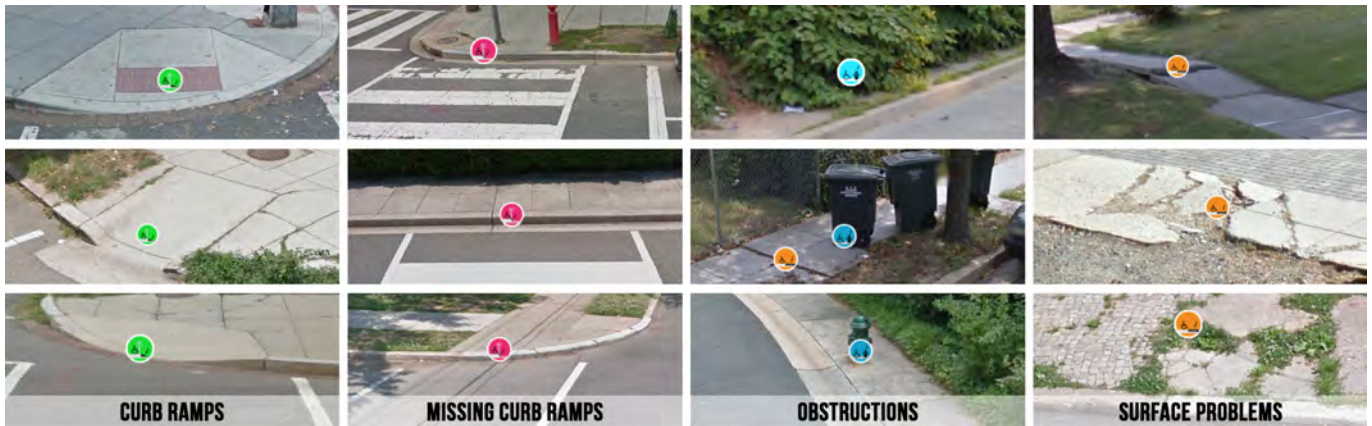 CURB RAMPS
MISSING CURB RAMPS
OBSTRUCTIONS
SURFACE PROBLEMS